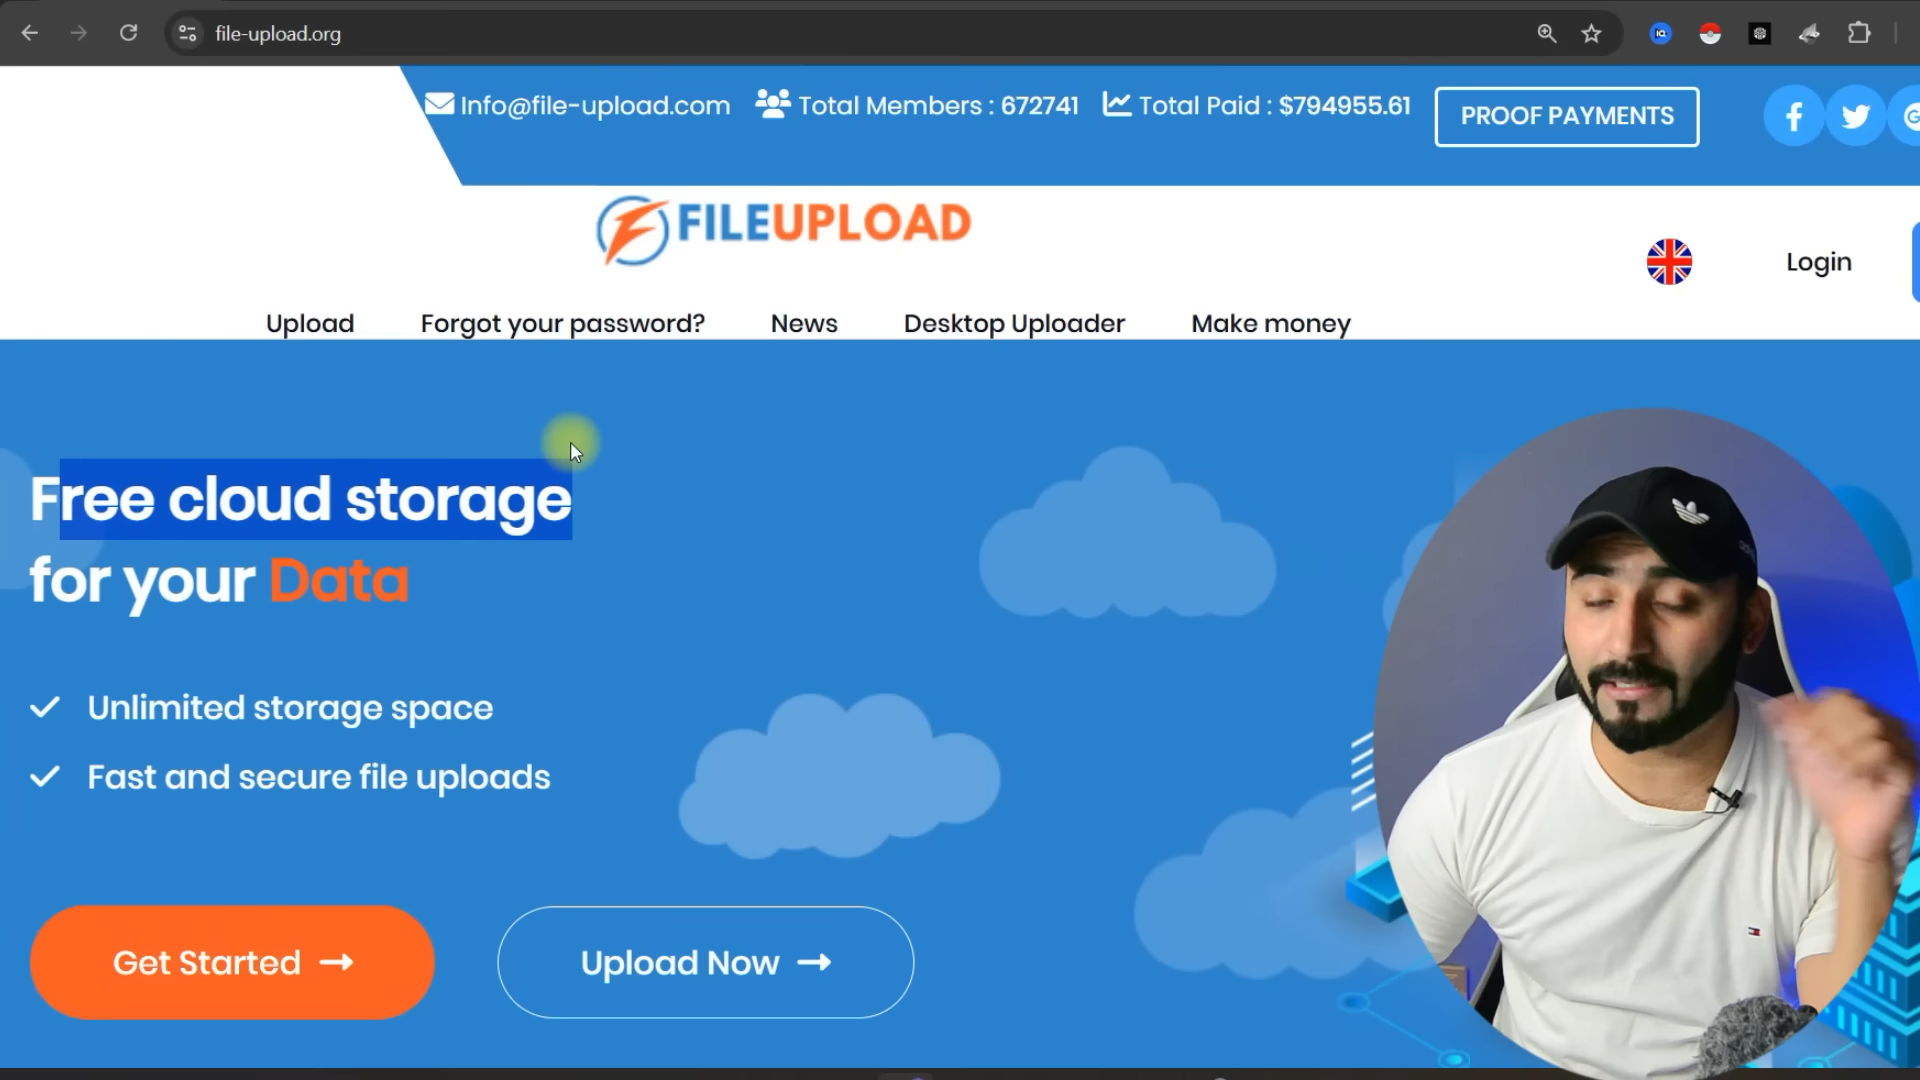 file-upload.org
Info@file-upload.com Total Members : 672741 Total Paid : $794955.61 PROOF PAYMENTS
FILEUPLOAD
Login
Upload Forgot your password? News Desktop Uploader Make money
Free cloud storage
for your Data
Unlimited storage space
Fast and secure file uploads
Get Started Upload Now